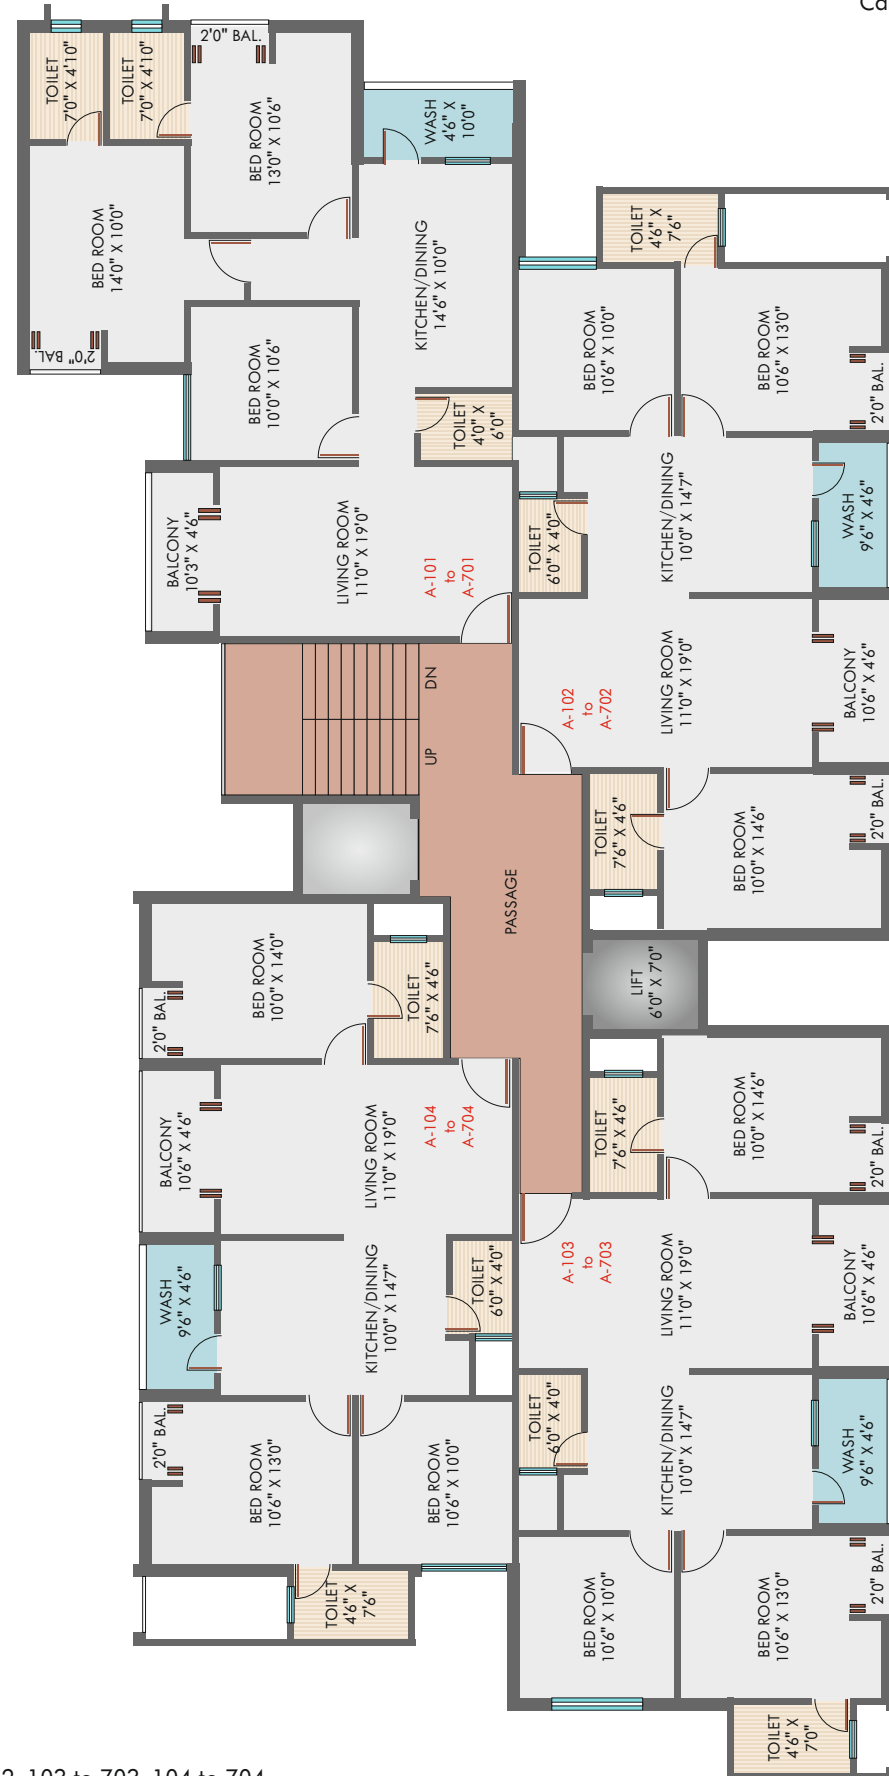 Ca
2'0" BAL.
TOILET
7'0" X 4'10"
TOILET
7'0" X 4'10"
BED ROOM
13'0" X 10'6"
WASH
4'6" X
10'0"
BED ROOM
14'0" X 10'0"
KITCHEN/DINING
14'6" X 10'0"
2'0" BAL.
BED ROOM
10'0" X 10'6"
TOILET
4'0" X
6'0"
BALCONY
10'3" X 4'6"
LIVING ROOM
11'0" X 19'0"
A-101
to
A-701
TOILET
4'6" X
7'6"
BED ROOM
10'6" X 10'0"
BED ROOM
10'6" X 13'0"
2'0" BAL.
TOILET
6'0" X 4'0"
KITCHEN/DINING
10'0" X 14'7"
WASH
9'6" X 4'6"
A-102
to
A-702
LIVING ROOM
11'0" X 19'0"
BALCONY
10'6" X 4'6"
DN
UP
TOILET
7'6" X 4'6"
BED ROOM
10'0" X 14'6"
2'0" BAL.
PASSAGE
LIFT
6'0" X 7'0"
BED ROOM
10'0" X 14'0"
TOILET
7'6" X 4'6"
2'0" BAL.
BALCONY
10'6" X 4'6"
LIVING ROOM
11'0" X 19'0"
A-104
to
A-704
WASH
9'6" X 4'6"
KITCHEN/DINING
10'0" X 14'7"
TOILET
6'0" X 4'0"
2'0" BAL.
BED ROOM
10'6" X 13'0"
BED ROOM
10'6" X 10'0"
TOILET
4'6" X
7'6"
TOILET
7'6" X 4'6"
BED ROOM
10'0" X 14'6"
2'0" BAL.
A-103
to
A-703
LIVING ROOM
11'0" X 19'0"
BALCONY
10'6" X 4'6"
TOILET
6'0" X 4'0"
KITCHEN/DINING
10'0" X 14'7"
WASH
9'6" X 4'6"
BED ROOM
10'6" X 10'0"
BED ROOM
10'6" X 13'0"
2'0" BAL.
TOILET
4'6" X
7'0"
2, 103 to 703, 104 to 704